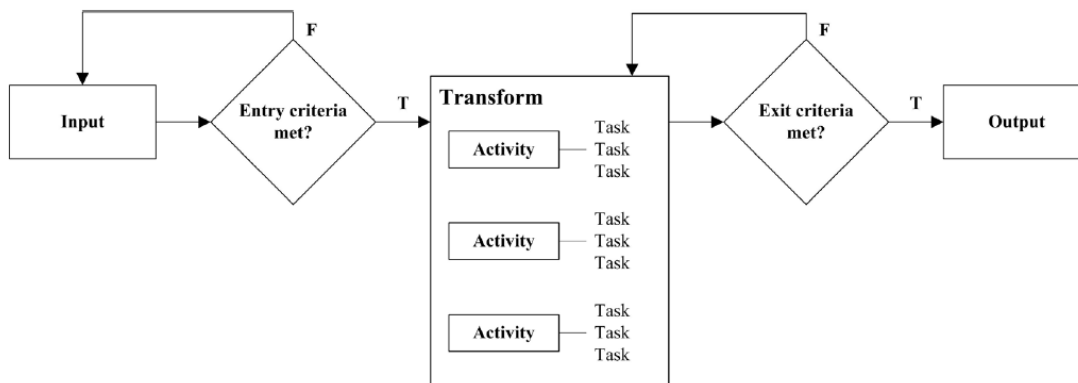 F
F
Input
Entry criteria
met?
T
Transform
Activity
Task
Task
Task
Activity
Task
Task
Task
Activity
Task
Task
Task
Exit criteria
met?
T
Output